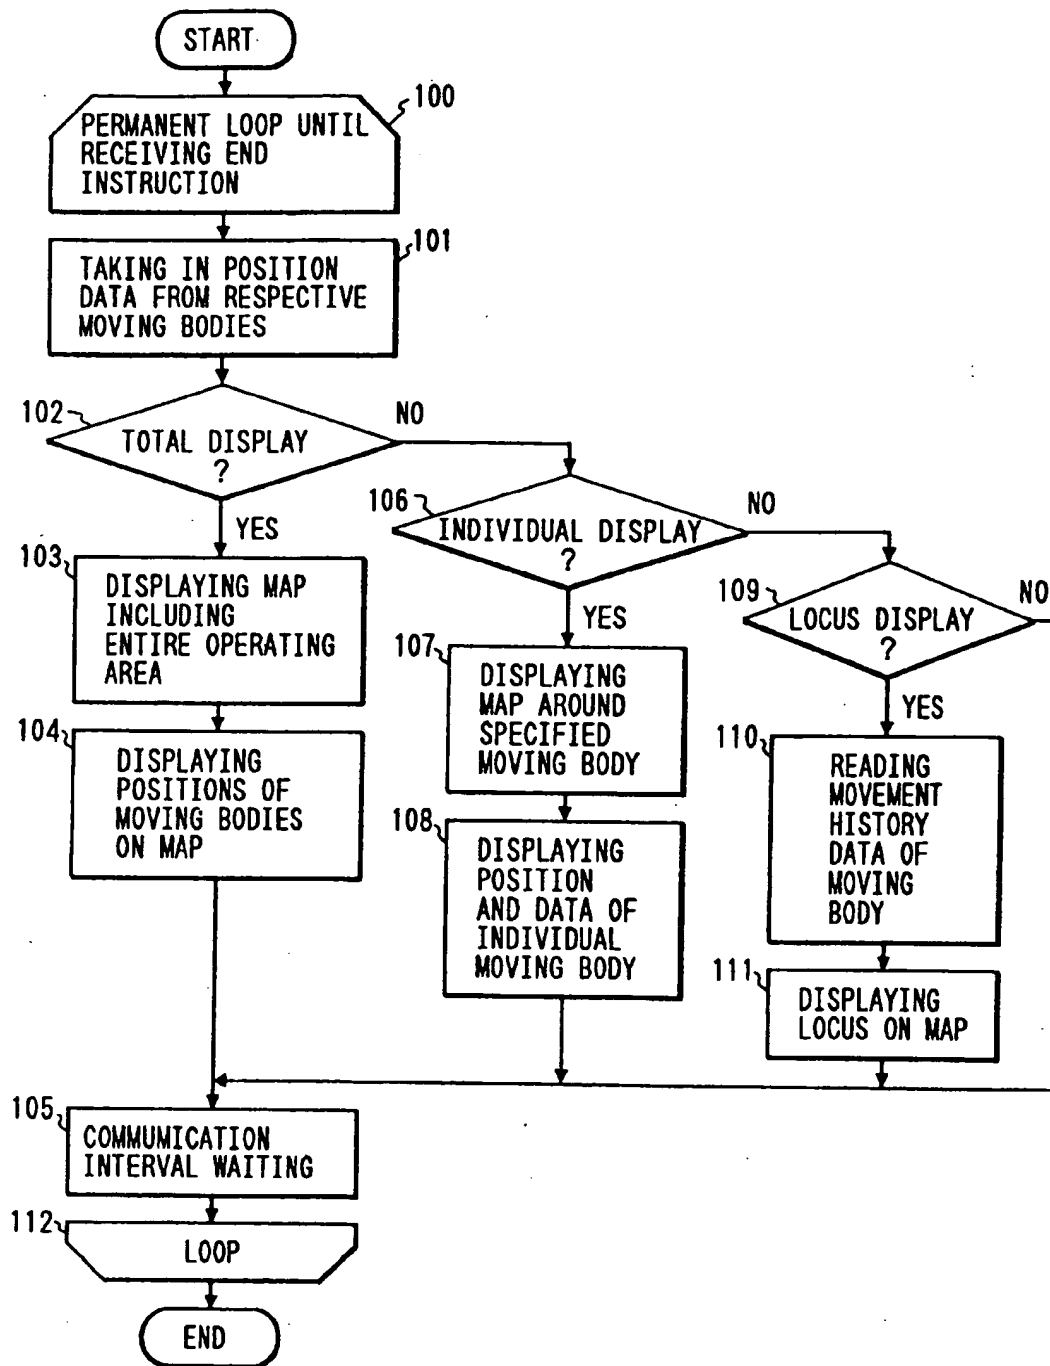 START
100
PERMANENT LOOP UNTIL
RECEIVING END
INSTRUCTION
101
TAKING IN POSITION
DATA FROM RESPECTIVE
MOVING BODIES
102
TOTAL DISPLAY
?
NO
YES
106
INDIVIDUAL DISPLAY
?
NO
YES
109
LOCUS DISPLAY
?
NO
YES
103
DISPLAYING MAP
INCLUDING
ENTIRE OPERATING
AREA
104
DISPLAYING
POSITIONS OF
MOVING BODIES
ON MAP
107
DISPLAYING
MAP AROUND
SPECIFIED
MOVING BODY
108
DISPLAYING
POSITION
AND DATA OF
INDIVIDUAL
MOVING BODY
110
READING
MOVEMENT
HISTORY
DATA OF
MOVING
BODY
111
DISPLAYING
LOCUS ON MAP
105
COMMUMICATION
INTERVAL WAITING
112
LOOP
END